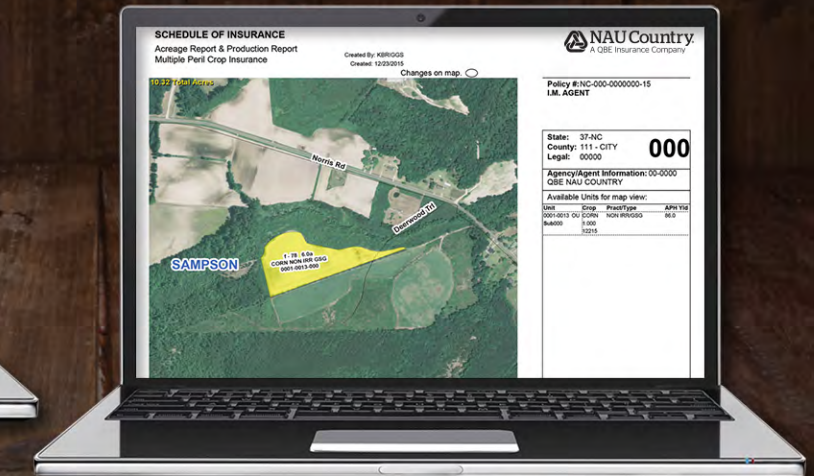 SCHEDULE OF INSURANCE
Acreage Report & Production Report
Multiple Peril Crop Insurance
Created By: KBRIGGS
Created: 12/23/2015
Changes on map.
NAU Country
A QBE Insurance Company
10.32 Total Acres
Norris Rd
Deerwood Trl
SAMPSON
CORN NON IRR GSG
0001-0013-000
Policy #:NC-000-0000000-15
I.M. AGENT
State: 37-NC
County: 111 - CITY
Legal: 00000
000
Agency/Agent Information: 00-0000
QBE NAU COUNTRY
Available Units for map view:
Unit Crop Pract/Type APH Yld
0001-0013 OU CORN NON IRR/GSG
Sub000 1.000
12215